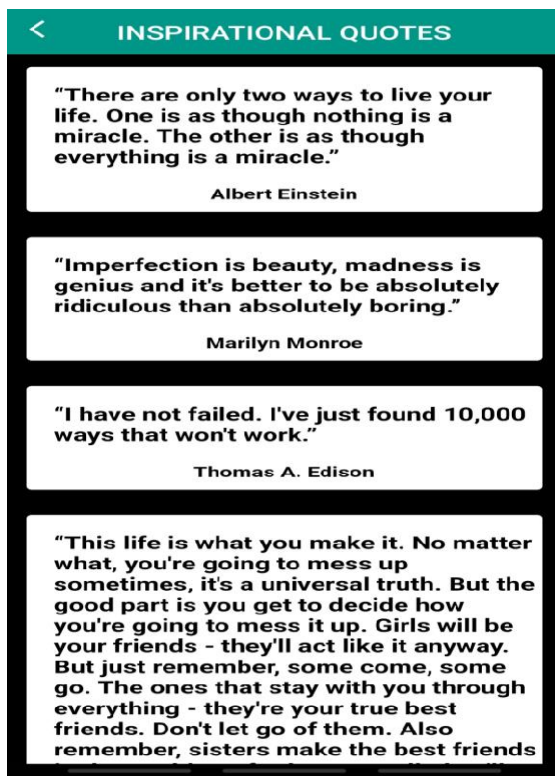 INSPIRATIONAL QUOTES
“There are only two ways to live your
life. One is as though nothing is a
miracle. The other is as though
everything is a miracle.”
Albert Einstein
“Imperfection is beauty, madness is
genius and it's better to be absolutely
ridiculous than absolutely boring.”
Marilyn Monroe
“I have not failed. I've just found 10,000
ways that won't work.”
Thomas A. Edison
“This life is what you make it. No matter
what, you're going to mess up
sometimes, it's a universal truth. But the
good part is you get to decide how
you're going to mess it up. Girls will be
your friends - they'll act like it anyway.
But just remember, some come, some
go. The ones that stay with you through
everything - they're your true best
friends. Don't let go of them. Also
remember, sisters make the best friends